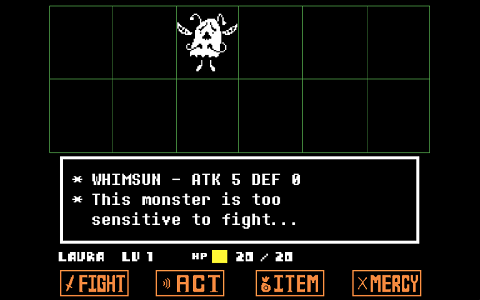 * WHIMSUN - ATK 5 DEF 0
* This monster is too
sensitive to fight...
LAURA LV 1 HP 20 / 20
FIGHT ACT ITEM MERCY